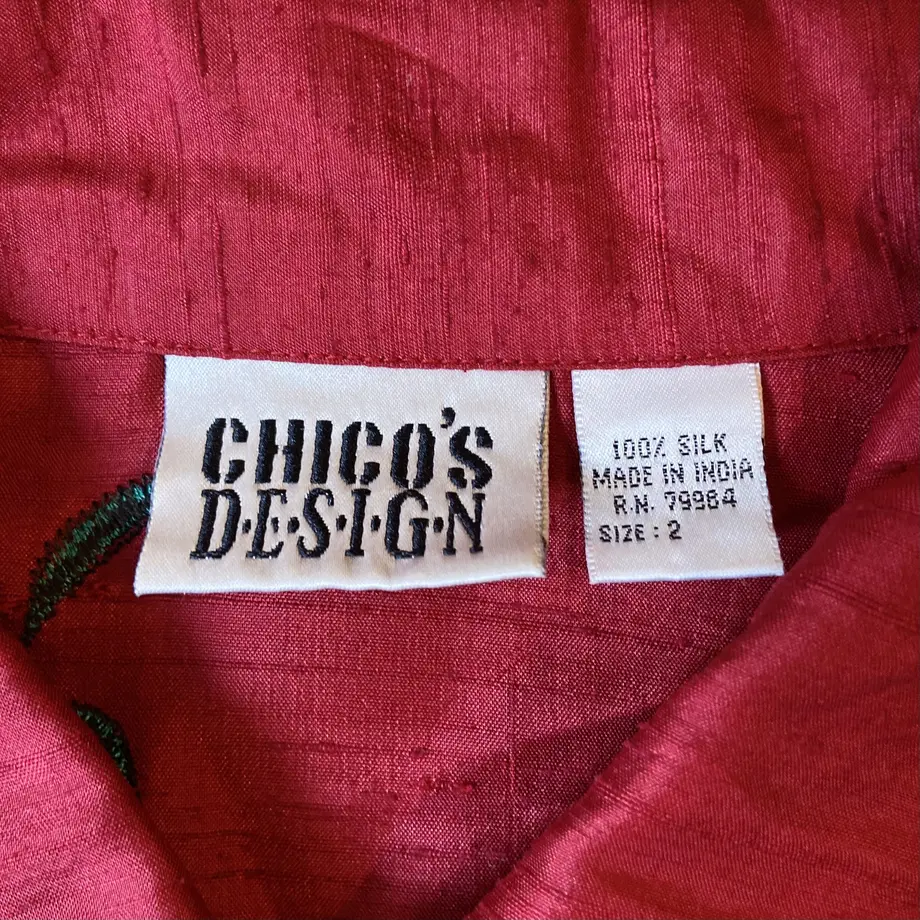 CHICO'S
D·E·S·I·G·N
100% SILK
MADE IN INDIA
R.N. 79984
SIZE : 2